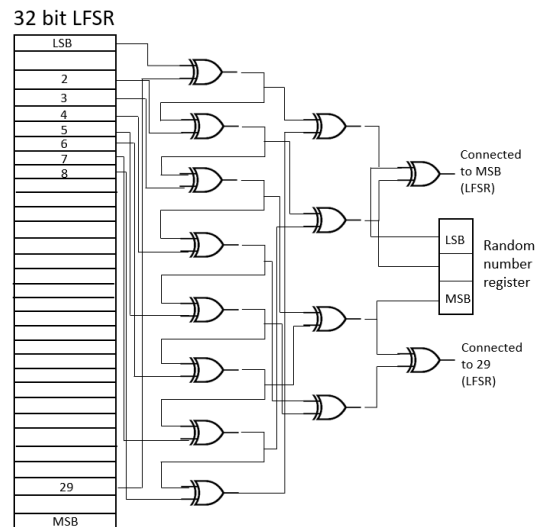 32 bit LFSR
LSB
2
3
4
5
6
7
8
29
MSB
Connected
to MSB
(LFSR)
LSB
MSB
Random
number
register
Connected
to 29
(LFSR)